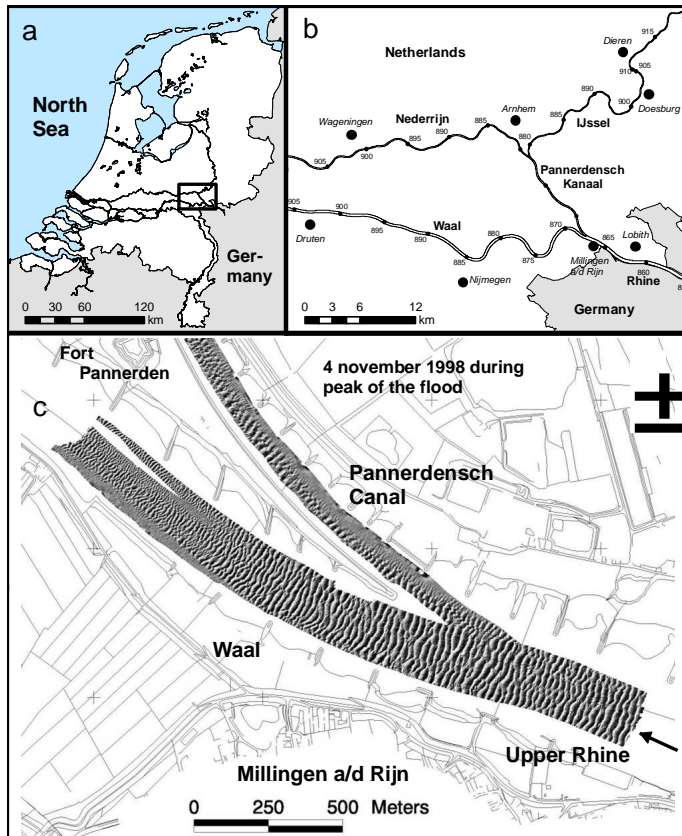 a
North
Sea
Ger-
many
0 30 60 120
km
b
Netherlands
Dieren
915
905
910
Doesburg
900
890
885
IJssel
Arnhem
880
885
Nederrijn
890
895
Wageningen
900
905
Pannerdensch
Kanaal
905
900
Waal
895
890
885
880
875
870
865
Druten
Nijmegen
Lobith
Millingen
a/d Rijn
860
Rhine
Germany
0 3 6 12
km
c
Fort
Pannerden
4 november 1998 during
peak of the flood
Pannerdensch
Canal
Waal
Upper Rhine
Millingen a/d Rijn
0 250 500 Meters